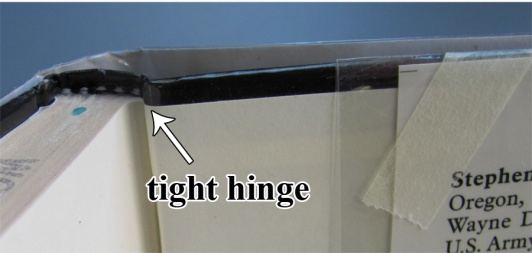 tight hinge
Stephen
Oregon,
Wayne D
U.S. Army